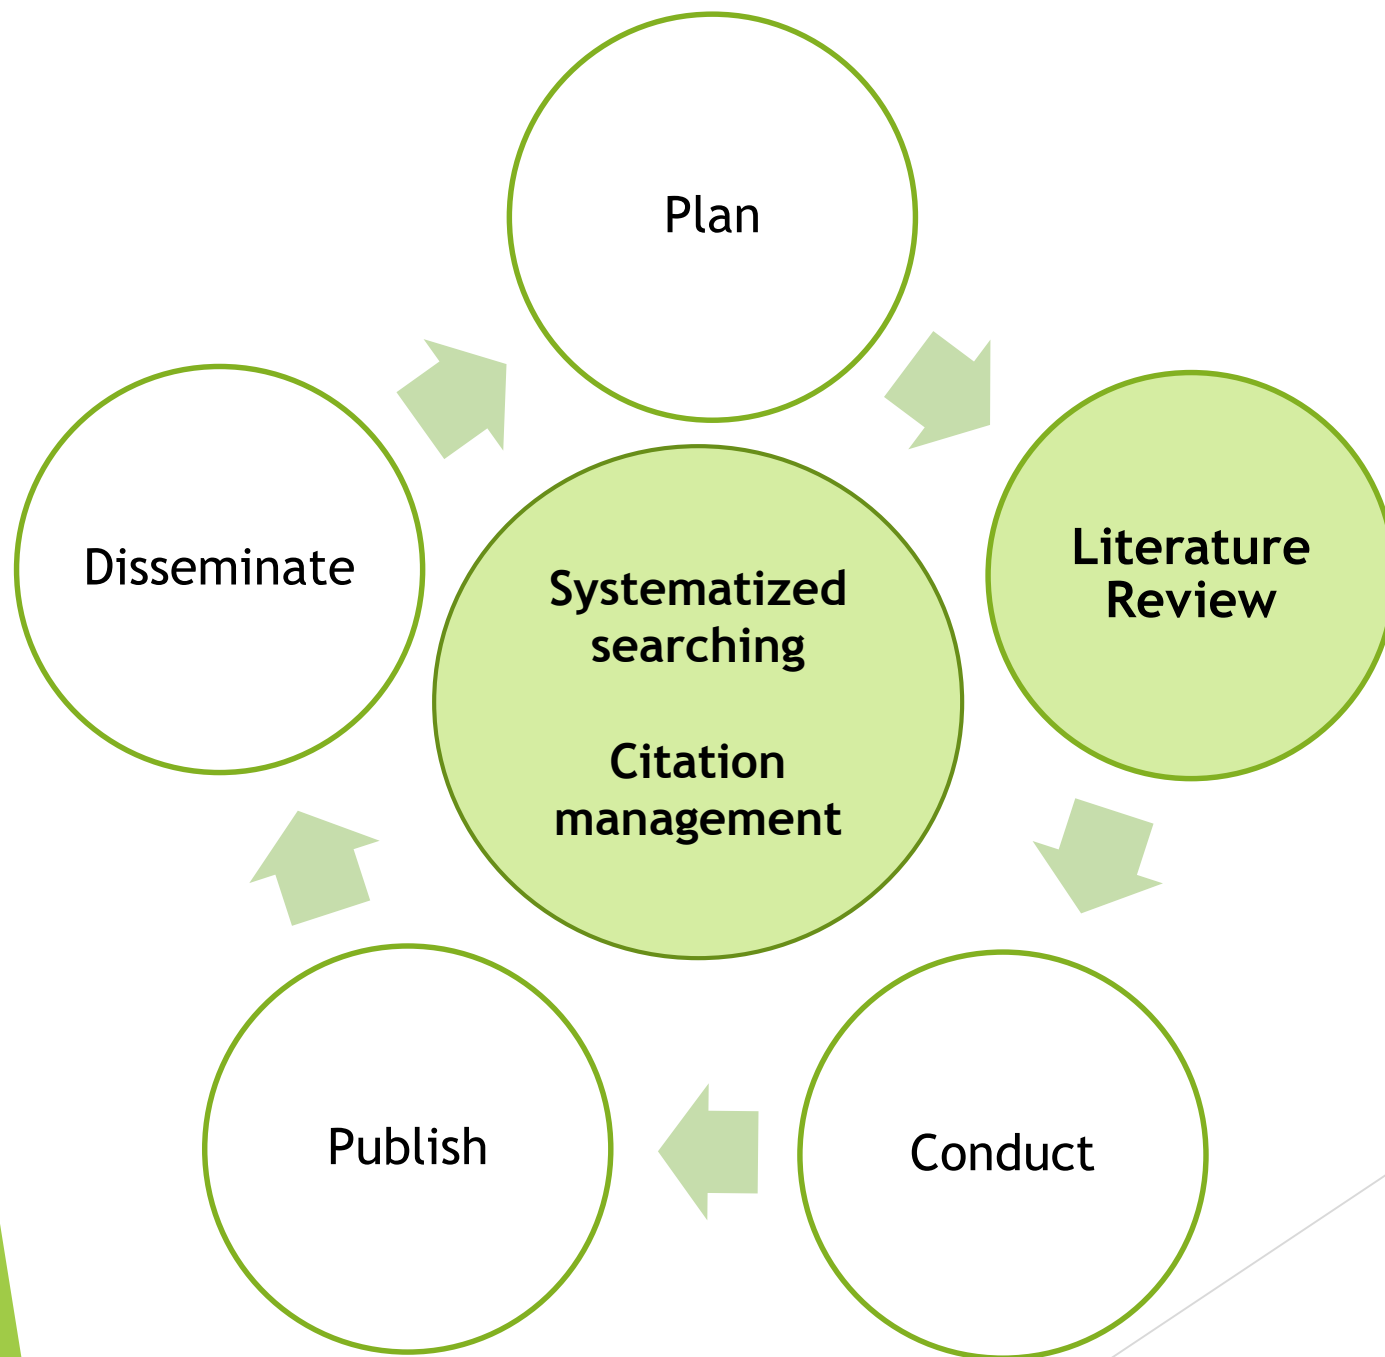 Plan
Literature
Review
Conduct
Publish
Disseminate
Systematized
searching
Citation
management